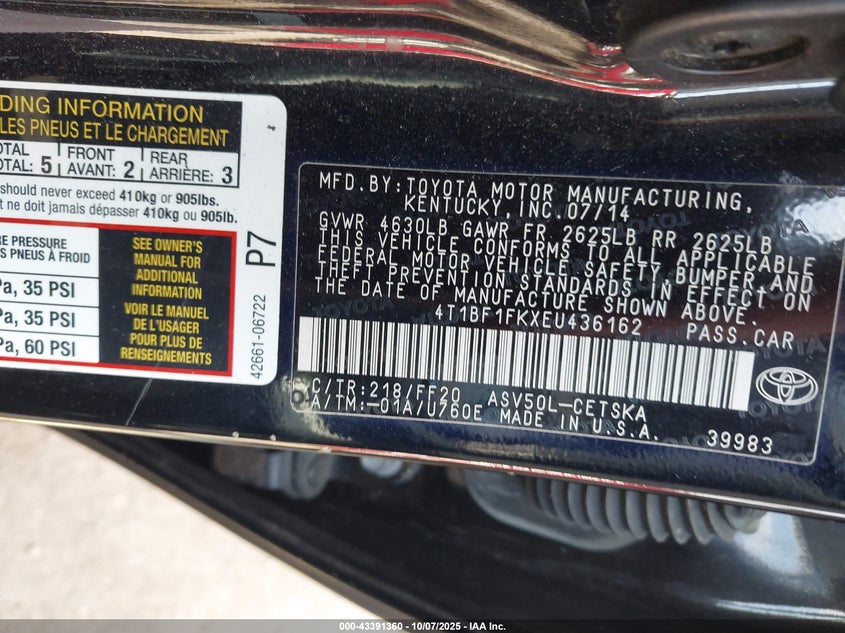 DING INFORMATION
LES PNEUS ET LE CHARGEMENT
OTAL
OTAL: 5
FRONT
AVANT: 2
REAR
ARRIÈRE: 3
should never exceed 410kg or 905lbs.
t ne doit jamais dépasser 410 kg ou 905lb.
RE PRESSURE
S PNEUS À FROID
Pa, 35 PSI
Pa, 35 PSI
Pa, 60 PSI
SEE OWNER'S
MANUAL FOR
ADDITIONAL
INFORMATION
VOIR LE MANUEL
DE L'USAGER
POUR PLUS DE
RENSEIGNEMENTS
P7
42661-06722
MFD.BY:TOYOTA MOTOR MANUFACTURING,
KENTUCKY, INC. 07/14
GVWR 4630LB GAWR FR 2625LB RR 2625LB
THIS VEHICLE CONFORMS TO ALL APPLICABLE
FEDERAL MOTOR VEHICLE SAFETY BUMPER, AND
THEFT PREVENTION STANDARDS IN EFFECT ON
THE DATE OF MANUFACTURE SHOWN ABOVE.
4T1BF1FKXEU436162 PASS.CAR
C/TR:218/FF20 ASV50L-CETSKA
A/TM:-01A/U760E MADE IN U.S.A. 39983
TOYOTA
000-43391360 - 10/07/2025 - IAA, Inc.